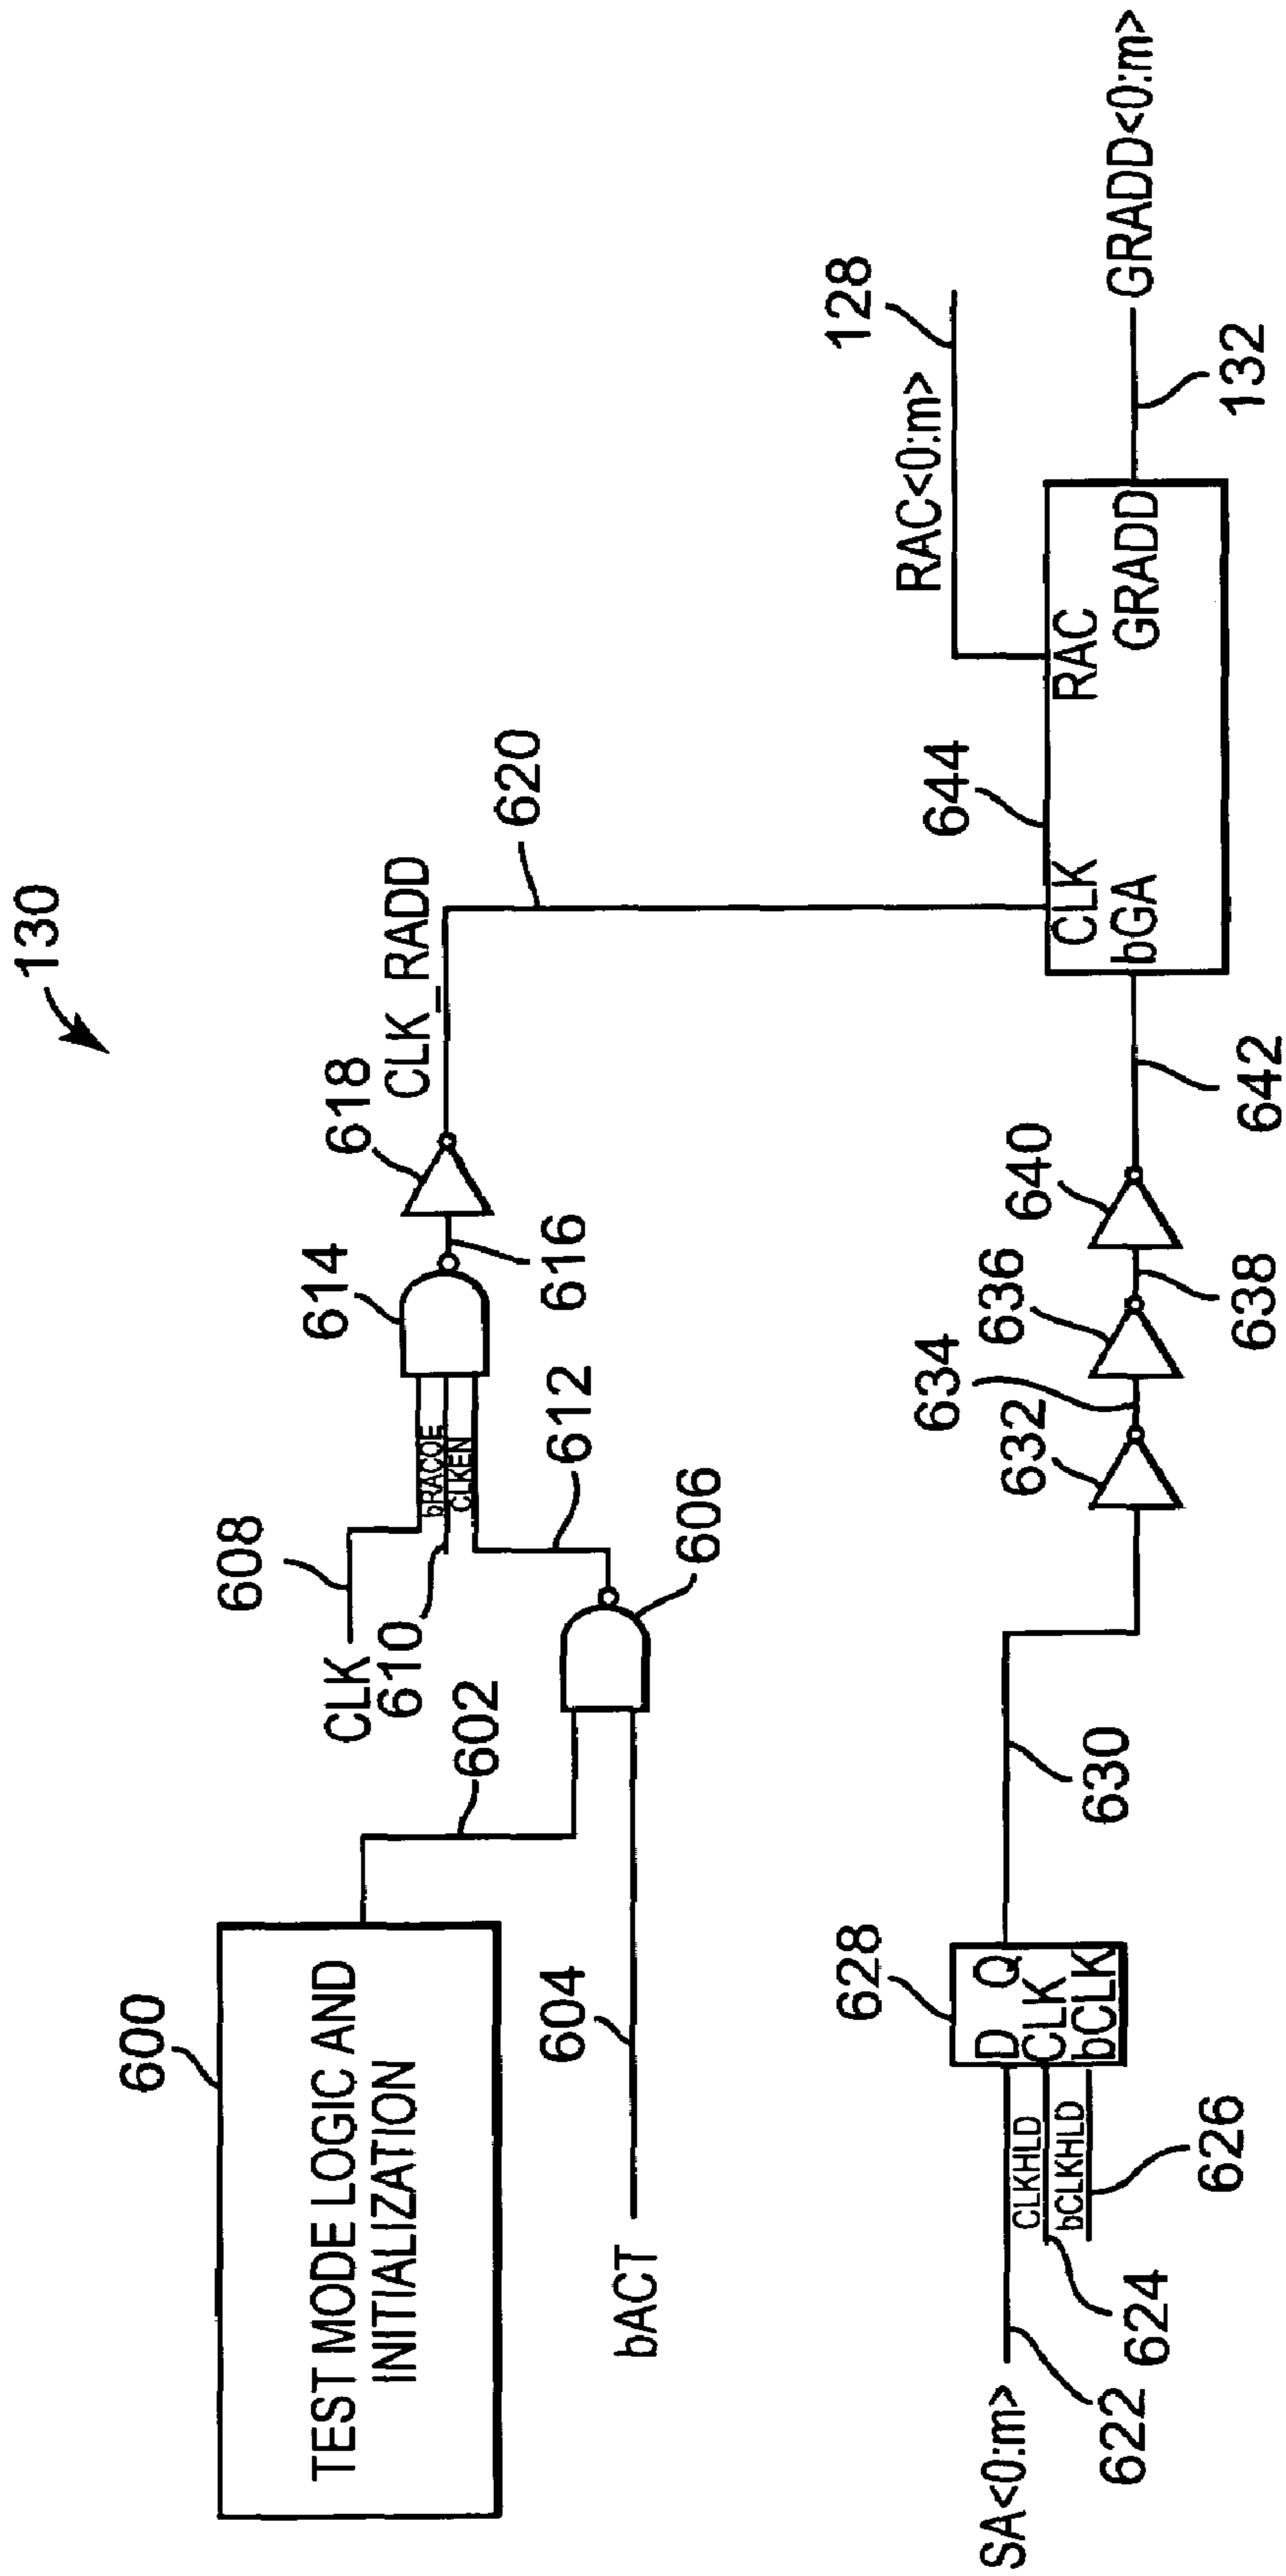 130
600
TEST MODE LOGIC AND
INITIALIZATION
602
604
bACT
606
608
CLK
610
bRACOE
CLKEN
612
614
616
618
CLK_RADD
620
SA<0:m>
622
CLKHLD
624
bCLKHLD
626
628
D Q
CLK
bCLK
630
632
634
636
638
640
642
644
CLK
bGA
RAC
GRADD
RAC<0:m>
128
GRADD<0:m>
132